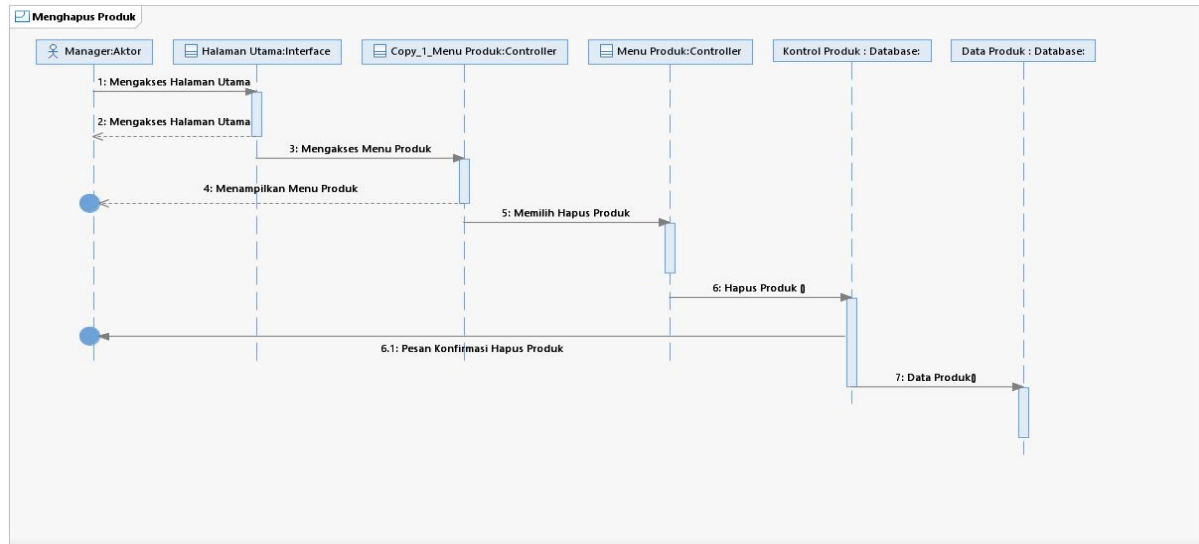 Menghapus Produk
Manager:Aktor
Halaman Utama:Interface
Copy_1_Menu Produk:Controller
Menu Produk:Controller
Kontrol Produk : Database:
Data Produk : Database:
1: Mengakses Halaman Utama
2: Mengakses Halaman Utama
3: Mengakses Menu Produk
4: Menampilkan Menu Produk
5: Memilih Hapus Produk
6: Hapus Produk ()
6.1: Pesan Konfirmasi Hapus Produk
7: Data Produk()